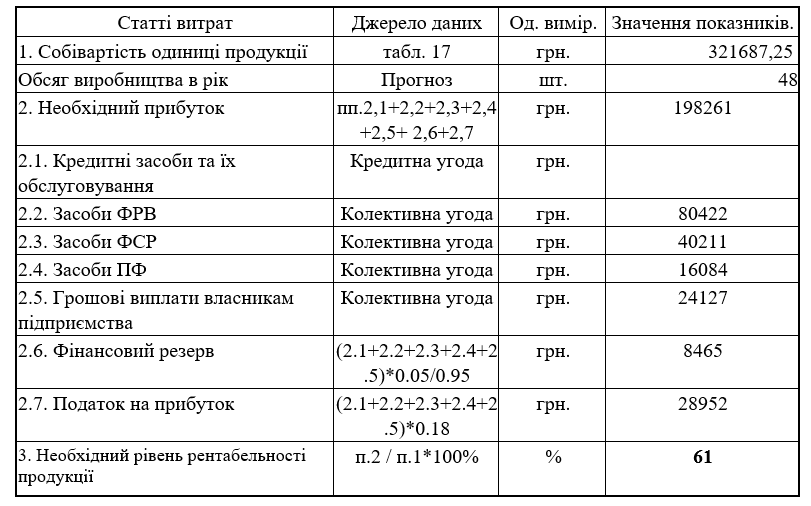 Статті витрат Джерело даних Од. вимір. Значення показників.
1. Собівартість одиниці продукції табл. 17 грн. 321687,25
Обсяг виробництва в рік Прогноз шт. 48
2. Необхідний прибуток пп.2,1+2,2+2,3+2,4 грн. 198261
+2,5+ 2,6+2,7
2.1. Кредитні засоби та їх Кредитна угода грн.
обслуговування
2.2. Засоби ФРВ Колективна угода грн. 80422
2.3. Засоби ФСР Колективна угода грн. 40211
2.4. Засоби ПФ Колективна угода грн. 16084
2.5. Грошові виплати власникам Колективна угода грн. 24127
підприємства
2.6. Фінансовий резерв (2.1+2.2+2.3+2.4+2 грн. 8465
.5)*0.05/0.95
2.7. Податок на прибуток (2.1+2.2+2.3+2.4+2 грн. 28952
.5)*0.18
3. Необхідний рівень рентабельності п.2 / п.1*100% % 61
продукції